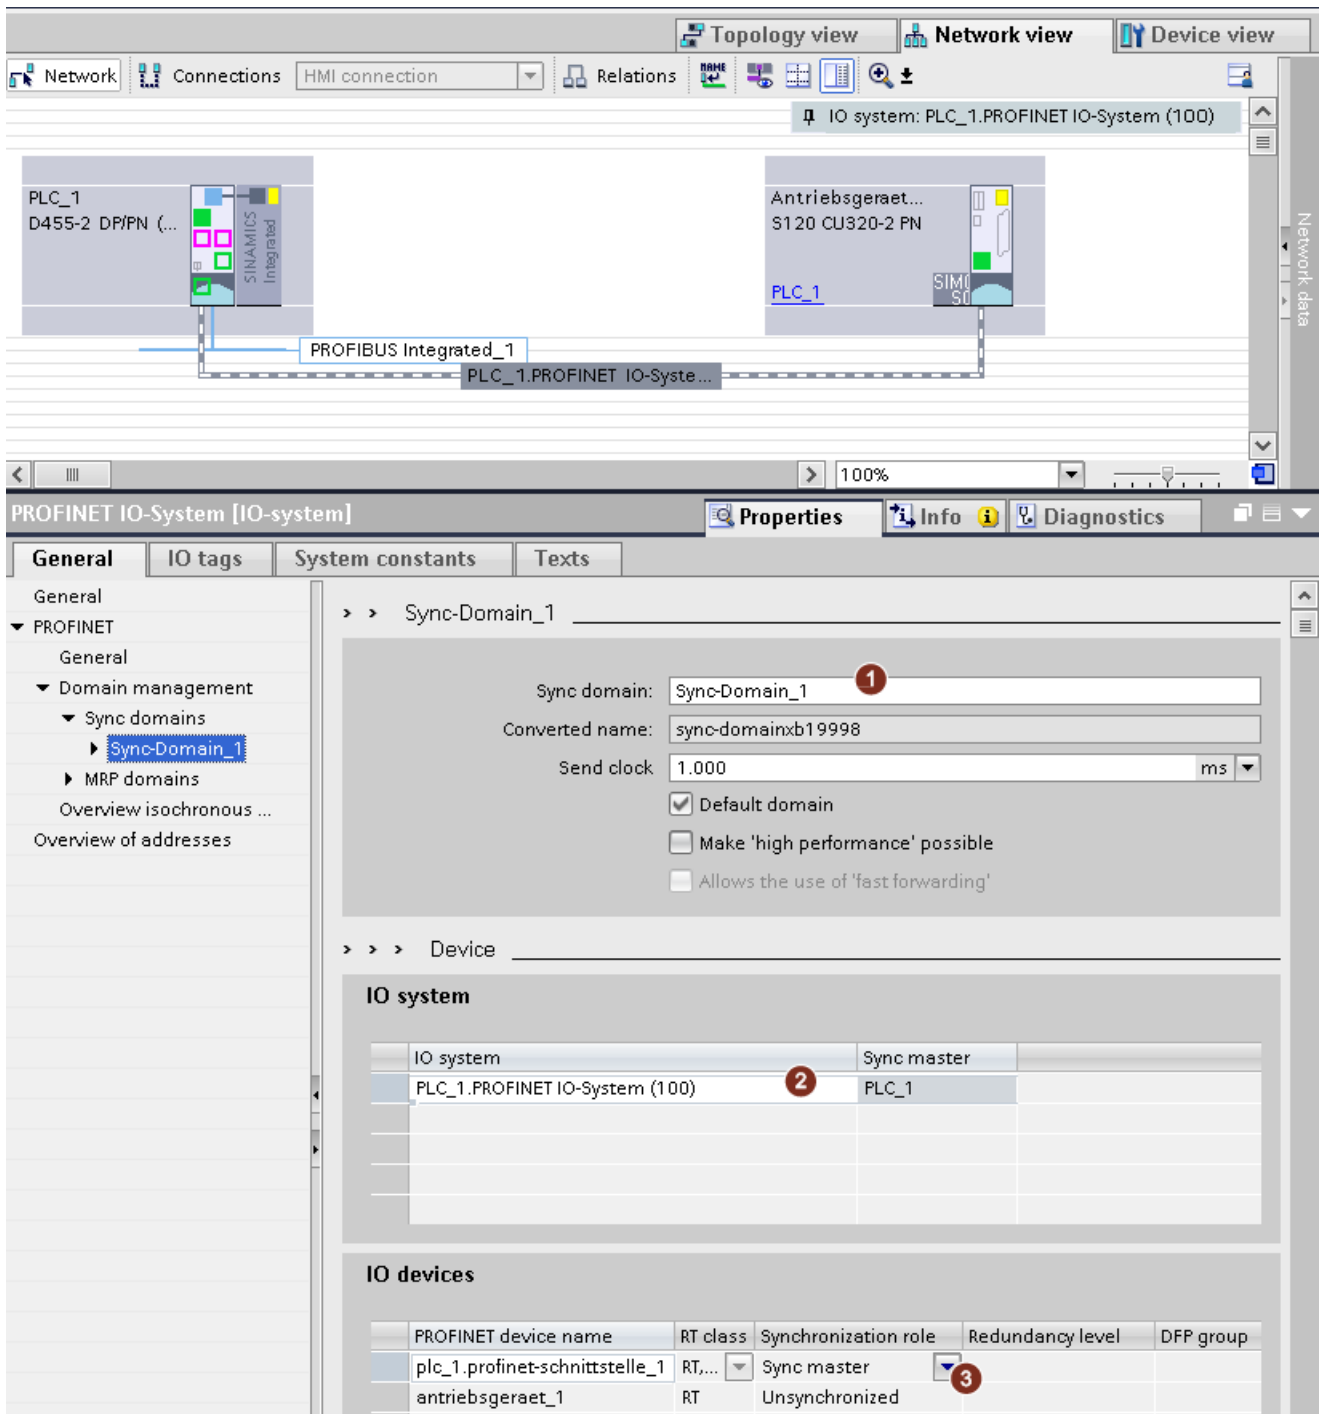 Topology view
Network view
Device view
Network
Connections
HMI connection
Relations
NAME
IO system: PLC_1.PROFINET IO-System (100)
PLC_1
D455-2 DP/PN (...
SINAMICS
Integrated
Antriebsgeraet...
S120 CU320-2 PN
PLC_1
PROFIBUS Integrated_1
PLC_1.PROFINET IO-Syste...
Network data
100%
PROFINET IO-System [IO-system]
Properties
Info
Diagnostics
General
IO tags
System constants
Texts
General
PROFINET
General
Domain management
Sync domains
Sync-Domain_1
MRP domains
Overview isochronous ...
Overview of addresses
Sync-Domain_1
Sync domain: Sync-Domain_1
1
Converted name: sync-domainxb19998
Send clock 1.000 ms
Default domain
Make 'high performance' possible
Allows the use of 'fast forwarding'
Device
IO system
IO system Sync master
PLC_1.PROFINET IO-System (100) 2 PLC_1
IO devices
PROFINET device name RT class Synchronization role Redundancy level DFP group
plc_1.profinet-schnittstelle_1 RT,... Sync master 3
antriebsgeraet_1 RT Unsynchronized